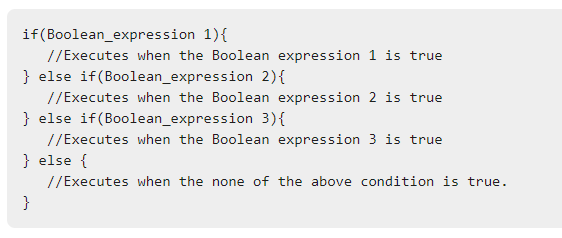 if(Boolean_expression 1){
   //Executes when the Boolean expression 1 is true
} else if(Boolean_expression 2){
   //Executes when the Boolean expression 2 is true
} else if(Boolean_expression 3){
   //Executes when the Boolean expression 3 is true
} else {
   //Executes when the none of the above condition is true.
}